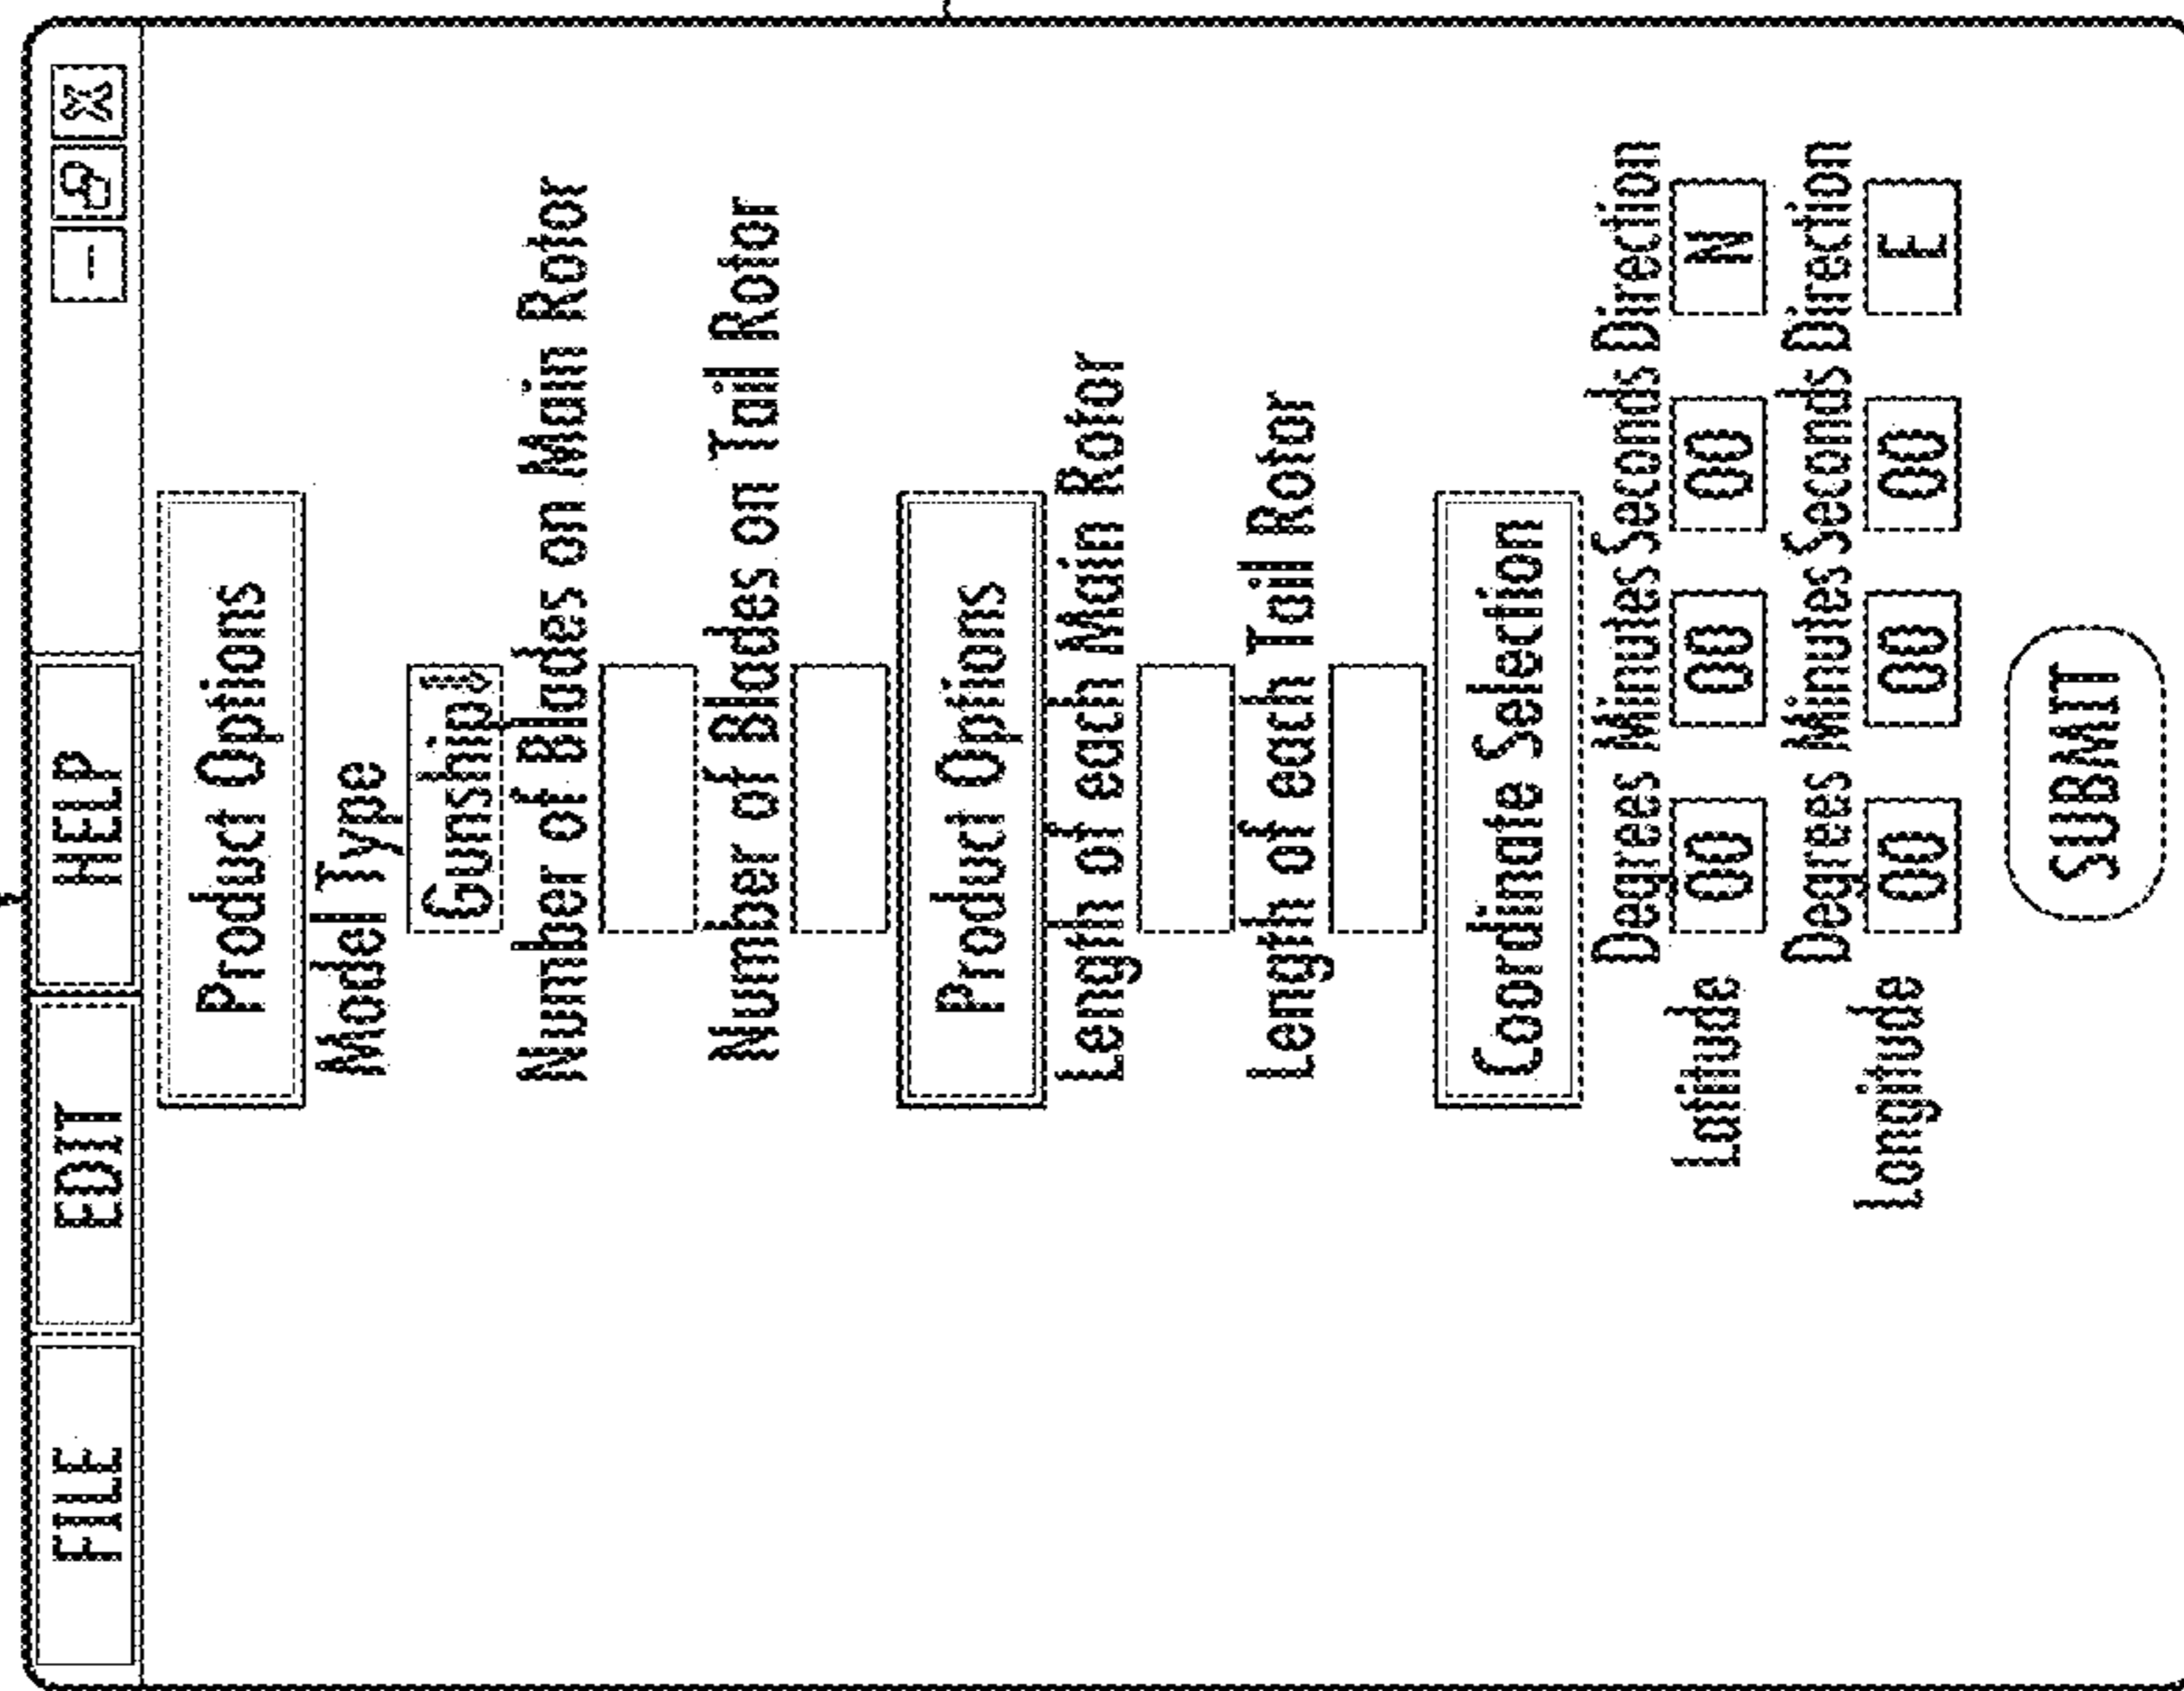 FILE EDIT HELP
Product Options
Model Type
Gunship
Number of Blades on Main Rotor
Number of Blades on Tail Rotor
Product Options
Length of each Main Rotor
Length of each Tail Rotor
Coordinate Selection
Degrees Minutes Seconds Direction
Latitude 00 00 00 N
Degrees Minutes Seconds Direction
Longitude 00 00 00 E
SUBMIT